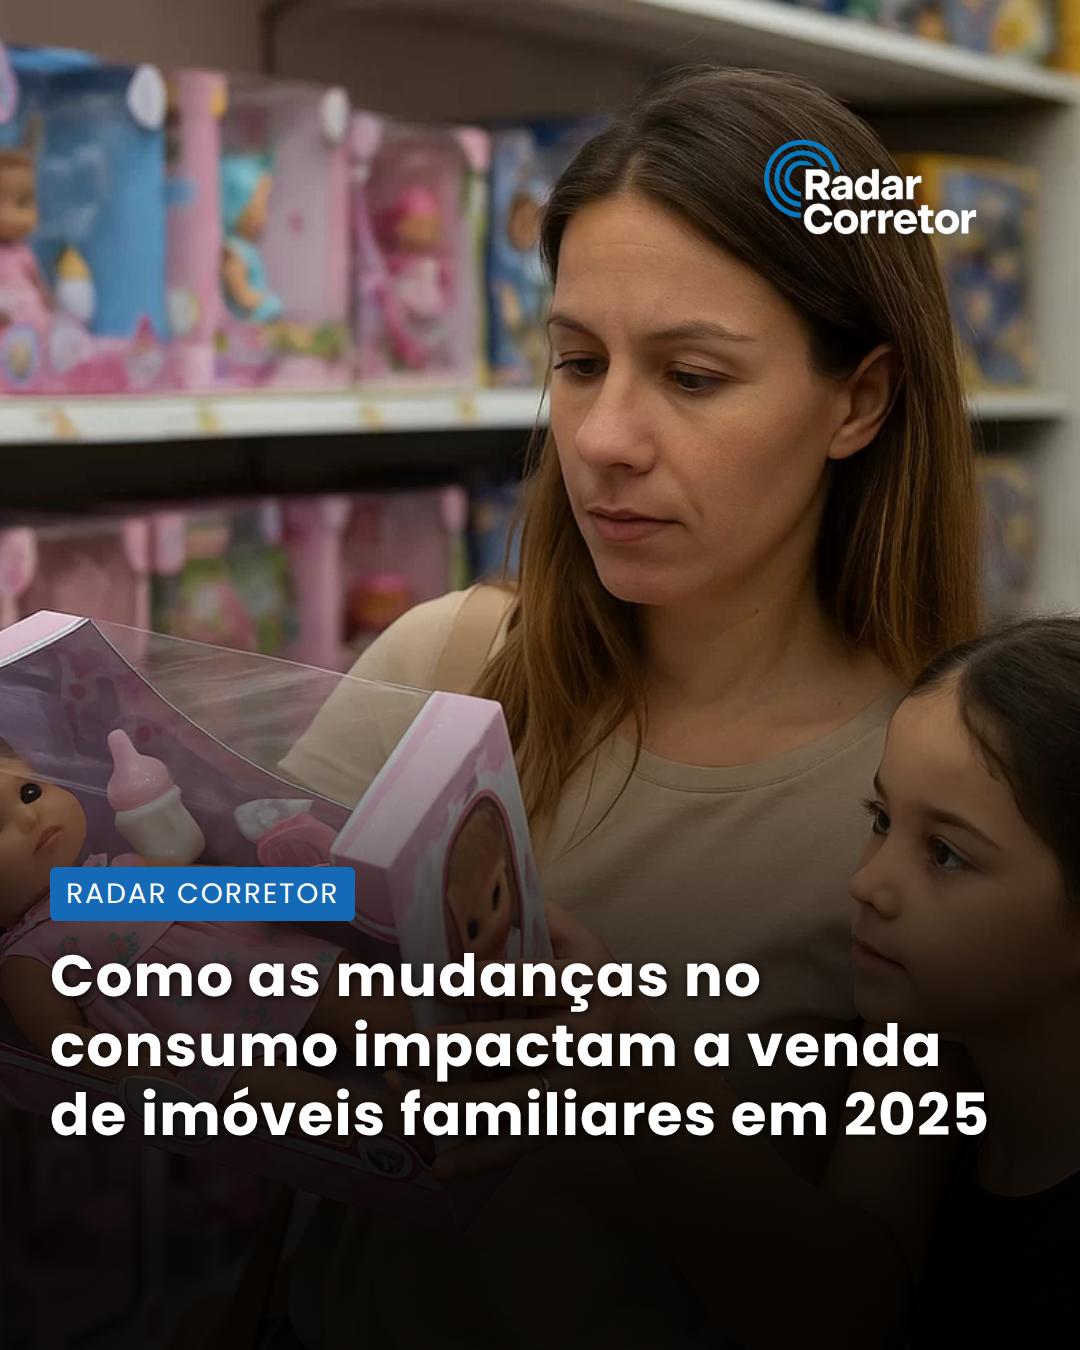 Radar
Corretor
RADAR CORRETOR
Como as mudanças no
consumo impactam a venda
de imóveis familiares em 2025